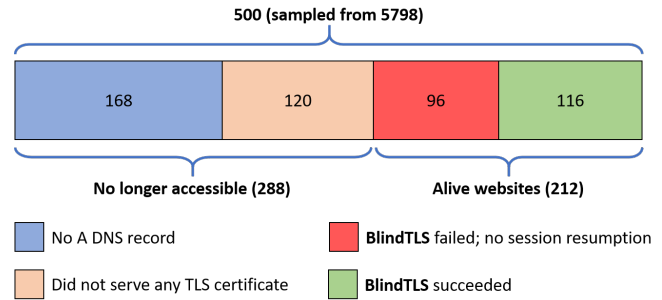 500 (sampled from 5798)
168
120
96
116
No longer accessible (288)
Alive websites (212)
No A DNS record
BlindTLS failed; no session resumption
Did not serve any TLS certificate
BlindTLS succeeded